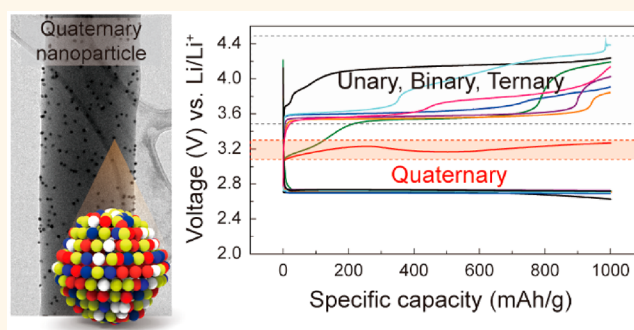 Quaternary
nanoparticle
Voltage (V) vs. Li/Li⁺
4.4
4.0
3.6
3.2
2.8
2.4
2.0
Unary, Binary, Ternary
Quaternary
0 200 400 600 800 1000
Specific capacity (mAh/g)